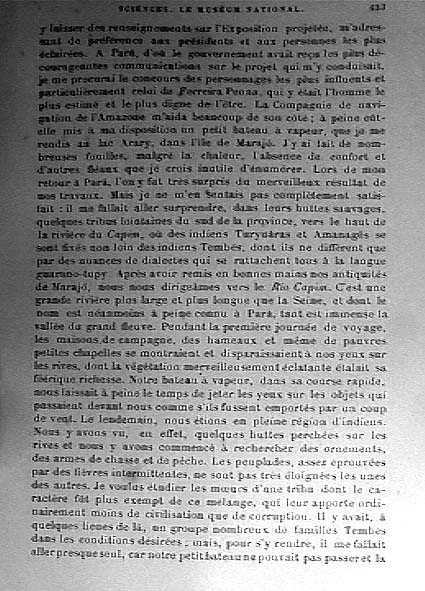 SCIENCES. LE MUSÉUM NATIONAL.
y laisser des renseignements sur l'Exposition projetée, m'adres-
sant de préférence aux présidents et aux personnes les plus
éclairées. A Pará, d'où le gouvernement avait reçu les plus dé-
courageantes communications sur le projet qui m'y conduisait,
je me procurai le concours des personnages les plus influents et
particulièrement celui de Ferreira Penna, qui y était l'homme le
plus estimé et le plus digne de l'être. La Compagnie de navi-
gation de l'Amazone m'aida beaucoup de son côté ; à peine eût-
elle mis à ma disposition un petit bateau à vapeur, que je me
rendis au lac Arary, dans l'île de Marajó. J'y ai fait de nom-
breuses fouilles, malgré la chaleur, l'absence de confort et
d'autres fléaux que je crois inutile d'énumérer. Lors de mon
retour à Pará, l'on y fut très surpris du merveilleux résultat de
nos travaux. Mais je ne m'en sentais pas complètement satis-
fait : il me fallait aller surprendre, dans leurs huttes sauvages,
quelques tribus lointaines du sud de la province, vers le haut de
la rivière du Capim, où des indiens Turyuáras et Amanagés se
sont fixés non loin des indiens Tembés, dont ils ne diffèrent que
par des nuances de dialectes qui se rattachent tous à la langue
guarano-tupy. Après avoir remis en bonnes mains nos antiquités
de Marajó, nous nous dirigeâmes vers le Rio Capim. C'est une
grande rivière plus large et plus longue que la Seine, et dont le
nom est néanmoins à peine connu à Pará, tant est immense la
vallée du grand fleuve. Pendant la première journée de voyage,
les maisons de campagne, des hameaux et même de pauvres
petites chapelles se montraient et disparaissaient à nos yeux sur
les rives, dont la végétation merveilleusement éclatante étalait sa
féerique richesse. Notre bateau à vapeur, dans sa course rapide,
nous laissait à peine le temps de jeter les yeux sur les objets qui
passaient devant nous comme s'ils fussent emportés par un coup
de vent. Le lendemain, nous étions en pleine région d'indiens.
Nous y avons vu, en effet, quelques huttes perchées sur les
rives et nous y avons commencé à rechercher des ornements,
des armes de chasse et de pêche. Les peuplades, assez éprouvées
par des fièvres intermittentes, ne sont pas très éloignées les unes
des autres. Je voulus étudier les mœurs d'une tribu dont le ca-
ractère fût plus exempt de ce mélange, qui leur apporte ordi-
nairement moins de civilisation que de corruption. Il y avait, à
quelques lieues de là, un groupe nombreux de familles Tembés
dans les conditions désirées ; mais, pour s'y rendre, il me fallait
aller presque seul, car notre petit bateau ne pouvait pas passer et la